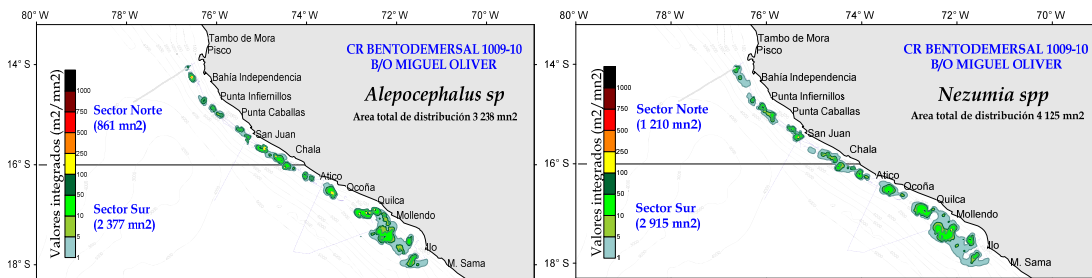 80° W 78° W 76° W 74° W 72° W 70° W
14° S
16° S
18° S
CR BENTODEMERSAL 1009-10
B/O MIGUEL OLIVER
Alepocephalus sp
Area total de distribución 3 238 mn2
Tambo de Mora
Pisco
Bahía Independencia
Punta Infiernillos
Punta Caballas
San Juan
Chala
Atico
Ocoña
Quilca
Mollendo
Ilo
M. Sama
Sector Norte
(861 mn2)
Sector Sur
(2 377 mn2)
Valores integrados (m2/mn2)
1000
750
500
250
100
50
10
5
1
80° W 78° W 76° W 74° W 72° W 70° W
14° S
16° S
18° S
CR BENTODEMERSAL 1009-10
B/O MIGUEL OLIVER
Nezumia spp
Area total de distribución 4 125 mn2
Tambo de Mora
Pisco
Bahía Independencia
Punta Infiernillos
Punta Caballas
San Juan
Chala
Atico
Ocoña
Quilca
Mollendo
Ilo
M. Sama
Sector Norte
(1 210 mn2)
Sector Sur
(2 915 mn2)
Valores integrados (m2/mn2)
1000
750
500
250
100
50
10
5
1